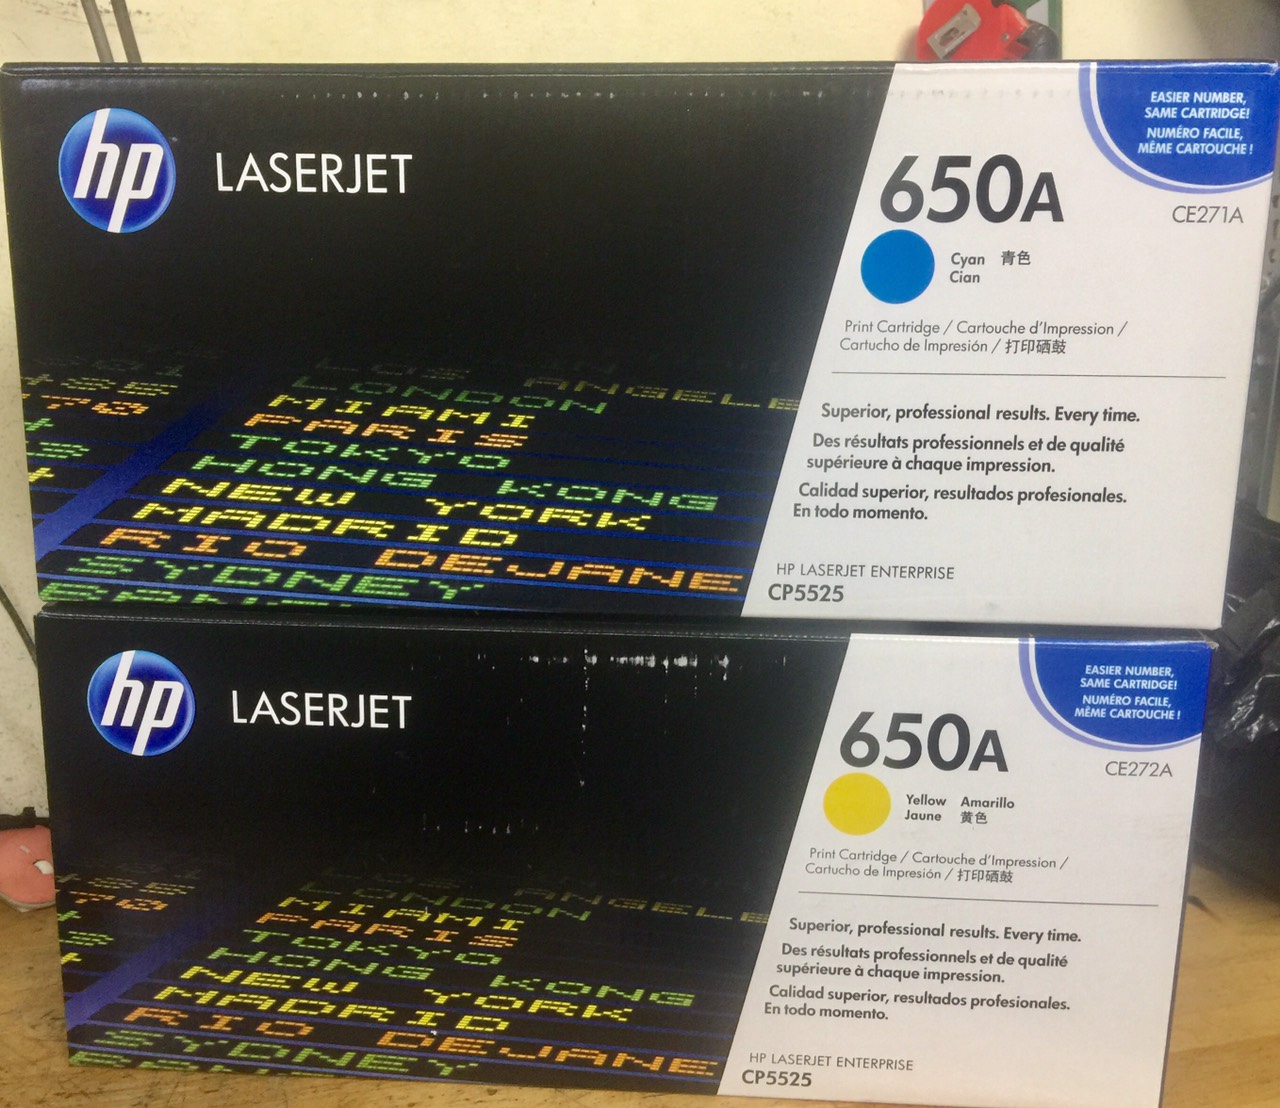 hp
LASERJET
EASIER NUMBER,
SAME CARTRIDGE!
NUMÉRO FACILE,
MÊME CARTOUCHE !
650A
CE271A
Cyan 青色
Cian
Print Cartridge / Cartouche d'Impression /
Cartucho de Impresión / 打印硒鼓
Superior, professional results. Every time.
Des résultats professionnels et de qualité
supérieure à chaque impression.
Calidad superior, resultados profesionales.
En todo momento.
HP LASERJET ENTERPRISE
CP5525
LOS ANGELE
LONDON
MIAMI
PARIS
TOKYO
HONG KONG
NEW YORK
MADRID
RIO DEJANE
SYDNEY
hp
LASERJET
EASIER NUMBER,
SAME CARTRIDGE!
NUMÉRO FACILE,
MÊME CARTOUCHE !
650A
CE272A
Yellow Amarillo
Jaune 黄色
Print Cartridge / Cartouche d'Impression /
Cartucho de Impresión / 打印硒鼓
Superior, professional results. Every time.
Des résultats professionnels et de qualité
supérieure à chaque impression.
Calidad superior, resultados profesionales.
En todo momento.
HP LASERJET ENTERPRISE
CP5525
ANGELE
LONDON
MIAMI
PARIS
TOKYO
HONG KONG
NEW YORK
MADRID
RIO DEJANE
SYDNEY